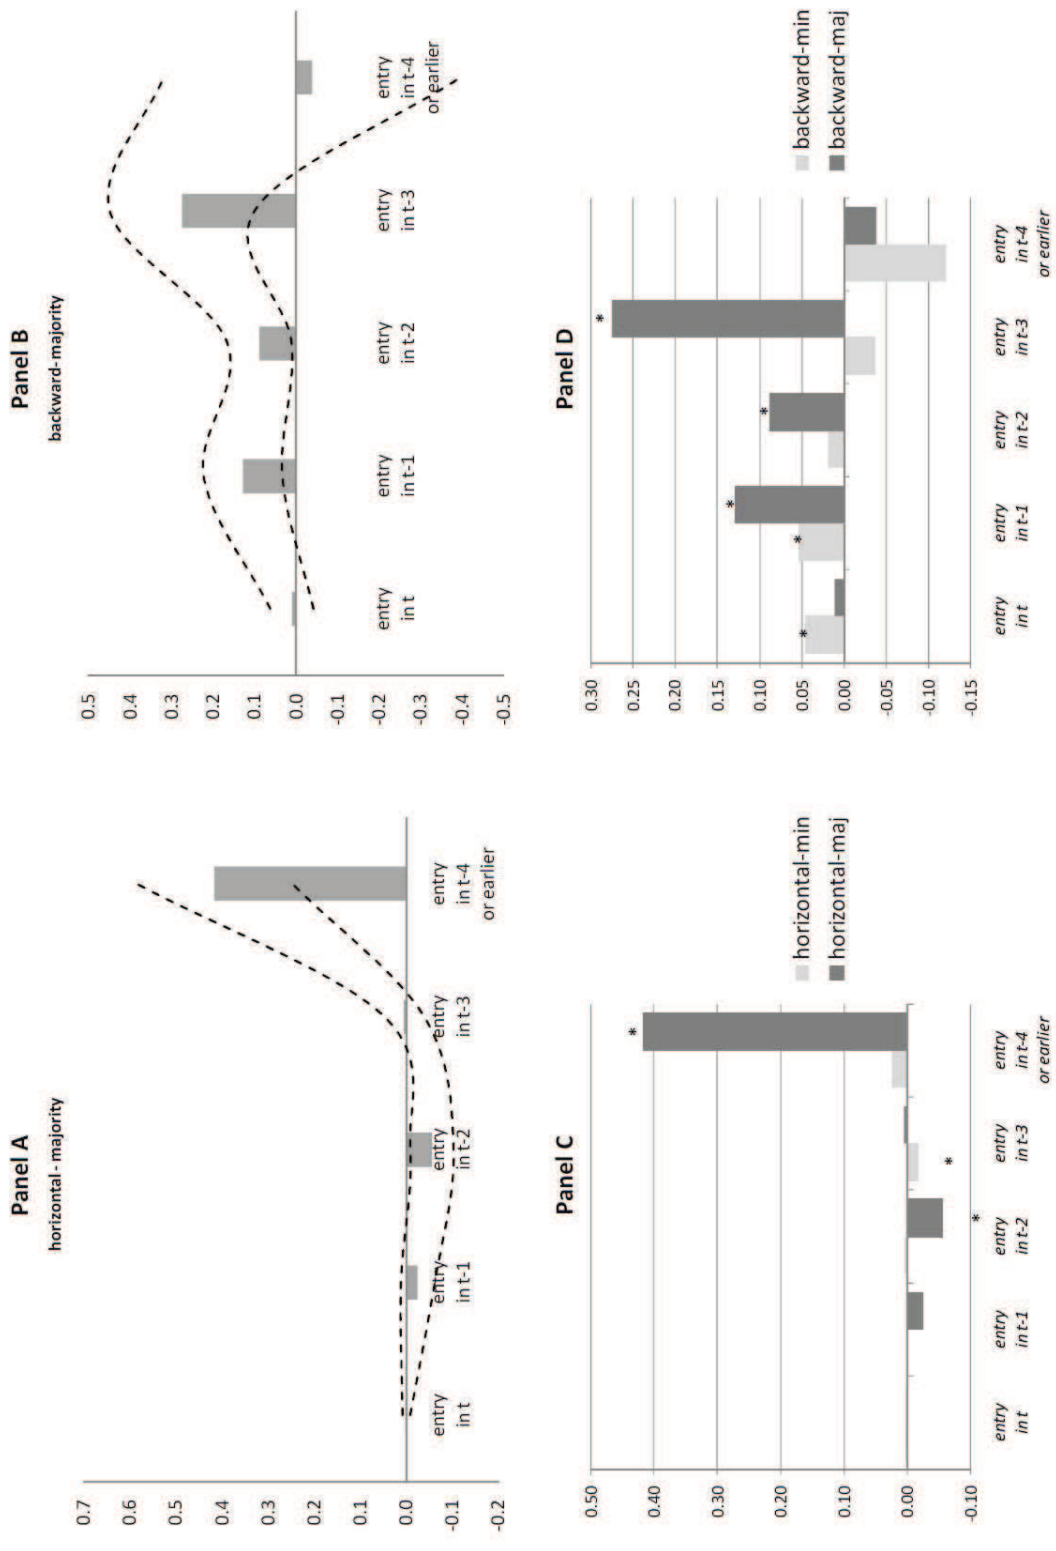 Panel A
horizontal - majority
0.7
0.6
0.5
0.4
0.3
0.2
0.1
0.0
-0.1
-0.2
entry
in t
entry
in t-1
entry
in t-2
entry
in t-3
entry
in t-4
or earlier
Panel B
backward-majority
0.5
0.4
0.3
0.2
0.1
0.0
-0.1
-0.2
-0.3
-0.4
-0.5
entry
in t
entry
in t-1
entry
in t-2
entry
in t-3
entry
in t-4
or earlier
Panel C
0.50
0.40
0.30
0.20
0.10
0.00
-0.10
*
*
*
entry
in t
entry
in t-1
entry
in t-2
entry
in t-3
entry
in t-4
or earlier
horizontal-min
horizontal-maj
Panel D
0.30
0.25
0.20
0.15
0.10
0.05
0.00
-0.05
-0.10
-0.15
*
*
*
*
*
entry
in t
entry
in t-1
entry
in t-2
entry
in t-3
entry
in t-4
or earlier
backward-min
backward-maj